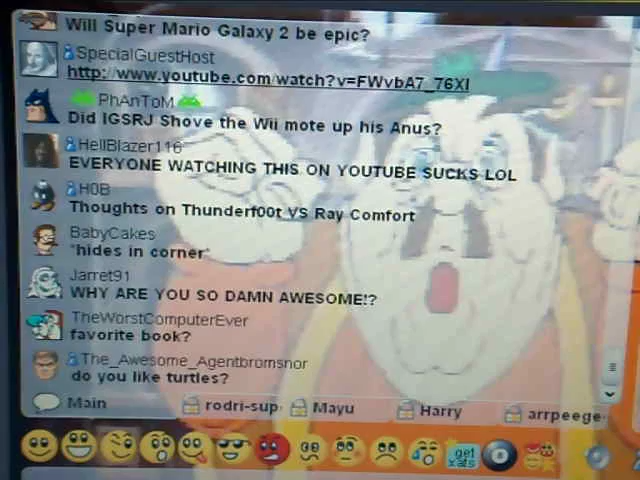 Will Super Mario Galaxy 2 be epic?
SpecialGuestHost
http://www.youtube.com/watch?v=FWvbA7_76XI
PhAnToM
Did IGSRJ Shove the Wii mote up his Anus?
HellBlazer116
EVERYONE WATCHING THIS ON YOUTUBE SUCKS LOL
H0B
Thoughts on Thunderf00t VS Ray Comfort
BabyCakes
*hides in corner*
Jarret91
WHY ARE YOU SO DAMN AWESOME!?
TheWorstComputerEver
favorite book?
The_Awesome_Agentbromsnor
do you like turtles?
Main rodri-sup Mayu Harry arrpeege
get xats